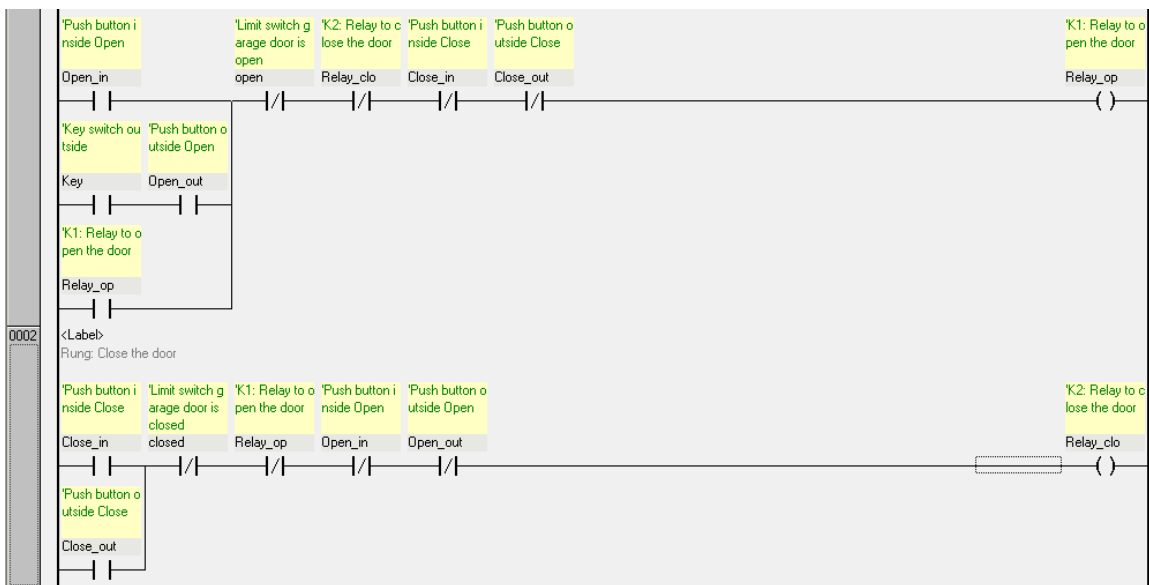 'Push button i 'Limit switch g 'K2: Relay to c 'Push button i 'Push button o 'K1: Relay to o
nside Open arage door is lose the door nside Close utside Close pen the door
open
Open_in open Relay_clo Close_in Close_out Relay_op
'Key switch ou 'Push button o
tside utside Open
Key Open_out
'K1: Relay to o
pen the door
Relay_op
0002 <Label>
Rung: Close the door
'Push button i 'Limit switch g 'K1: Relay to o 'Push button i 'Push button o 'K2: Relay to c
nside Close arage door is pen the door nside Open utside Open lose the door
closed
Close_in closed Relay_op Open_in Open_out Relay_clo
'Push button o
utside Close
Close_out